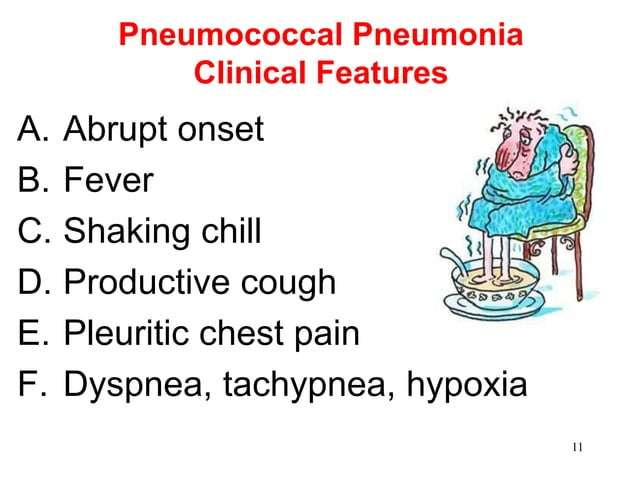 Pneumococcal Pneumonia
Clinical Features
A. Abrupt onset
B. Fever
C. Shaking chill
D. Productive cough
E. Pleuritic chest pain
F. Dyspnea, tachypnea, hypoxia
11